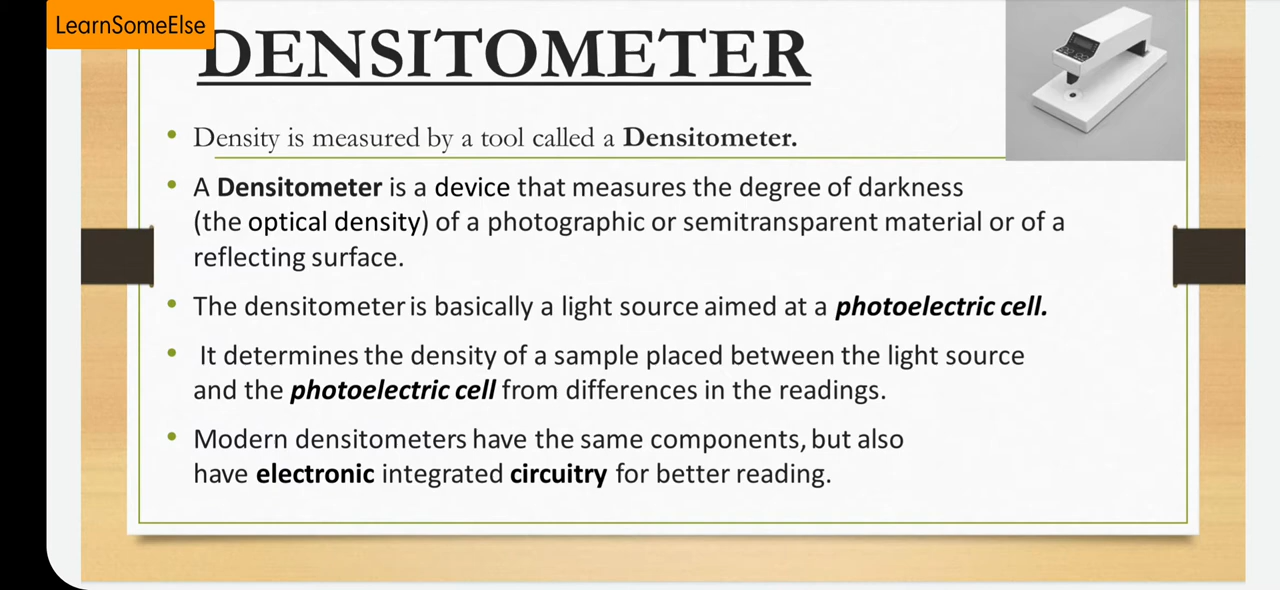 LearnSomeElse
DENSITOMETER
• Density is measured by a tool called a Densitometer.
• A Densitometer is a device that measures the degree of darkness
(the optical density) of a photographic or semitransparent material or of a
reflecting surface.
• The densitometer is basically a light source aimed at a photoelectric cell.
• It determines the density of a sample placed between the light source
and the photoelectric cell from differences in the readings.
• Modern densitometers have the same components, but also
have electronic integrated circuitry for better reading.